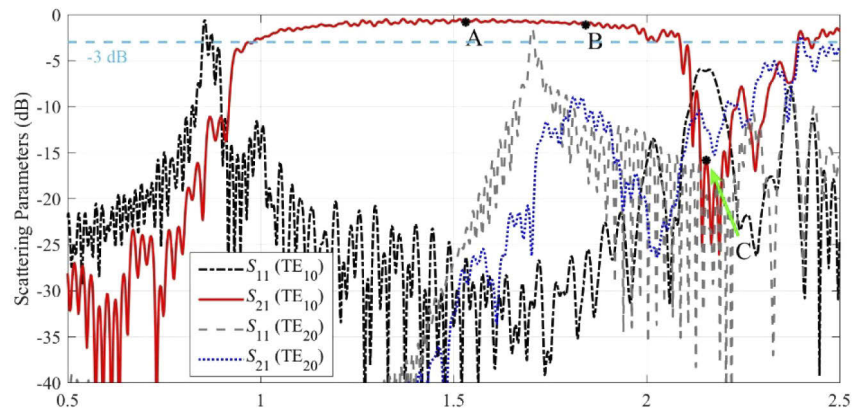 Scattering Parameters (dB)
0
-5
-10
-15
-20
-25
-30
-35
-40
-3 dB
A
B
C
S11 (TE10)
S21 (TE10)
S11 (TE20)
S21 (TE20)
0.5 1 1.5 2 2.5